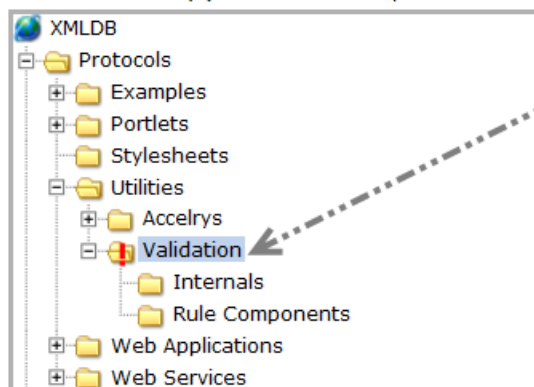 XMLDB
Protocols
Examples
Portlets
Stylesheets
Utilities
Accelrys
Validation
Internals
Rule Components
Web Applications
Web Services